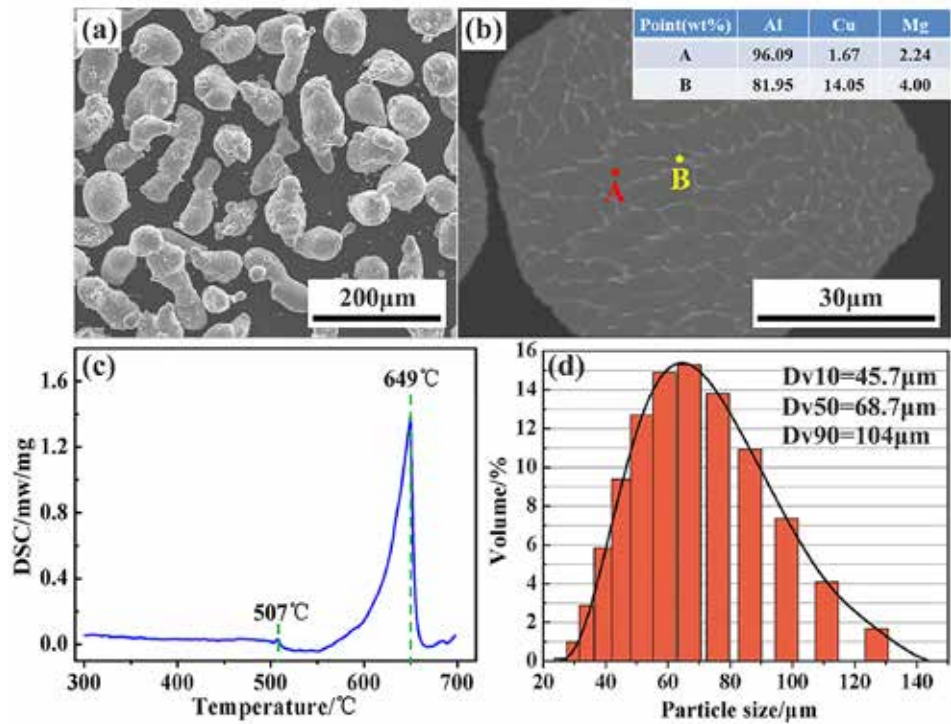 (a)
200μm
(b)
Point(wt%) Al Cu Mg
A 96.09 1.67 2.24
B 81.95 14.05 4.00
A
B
30μm
(c)
649℃
507℃
DSC/mw/mg
1.6
1.2
0.8
0.4
0.0
300 400 500 600 700
Temperature/℃
(d)
Dv10=45.7μm
Dv50=68.7μm
Dv90=104μm
Volume/%
16
14
12
10
8
6
4
2
0
20 40 60 80 100 120 140
Particle size/μm